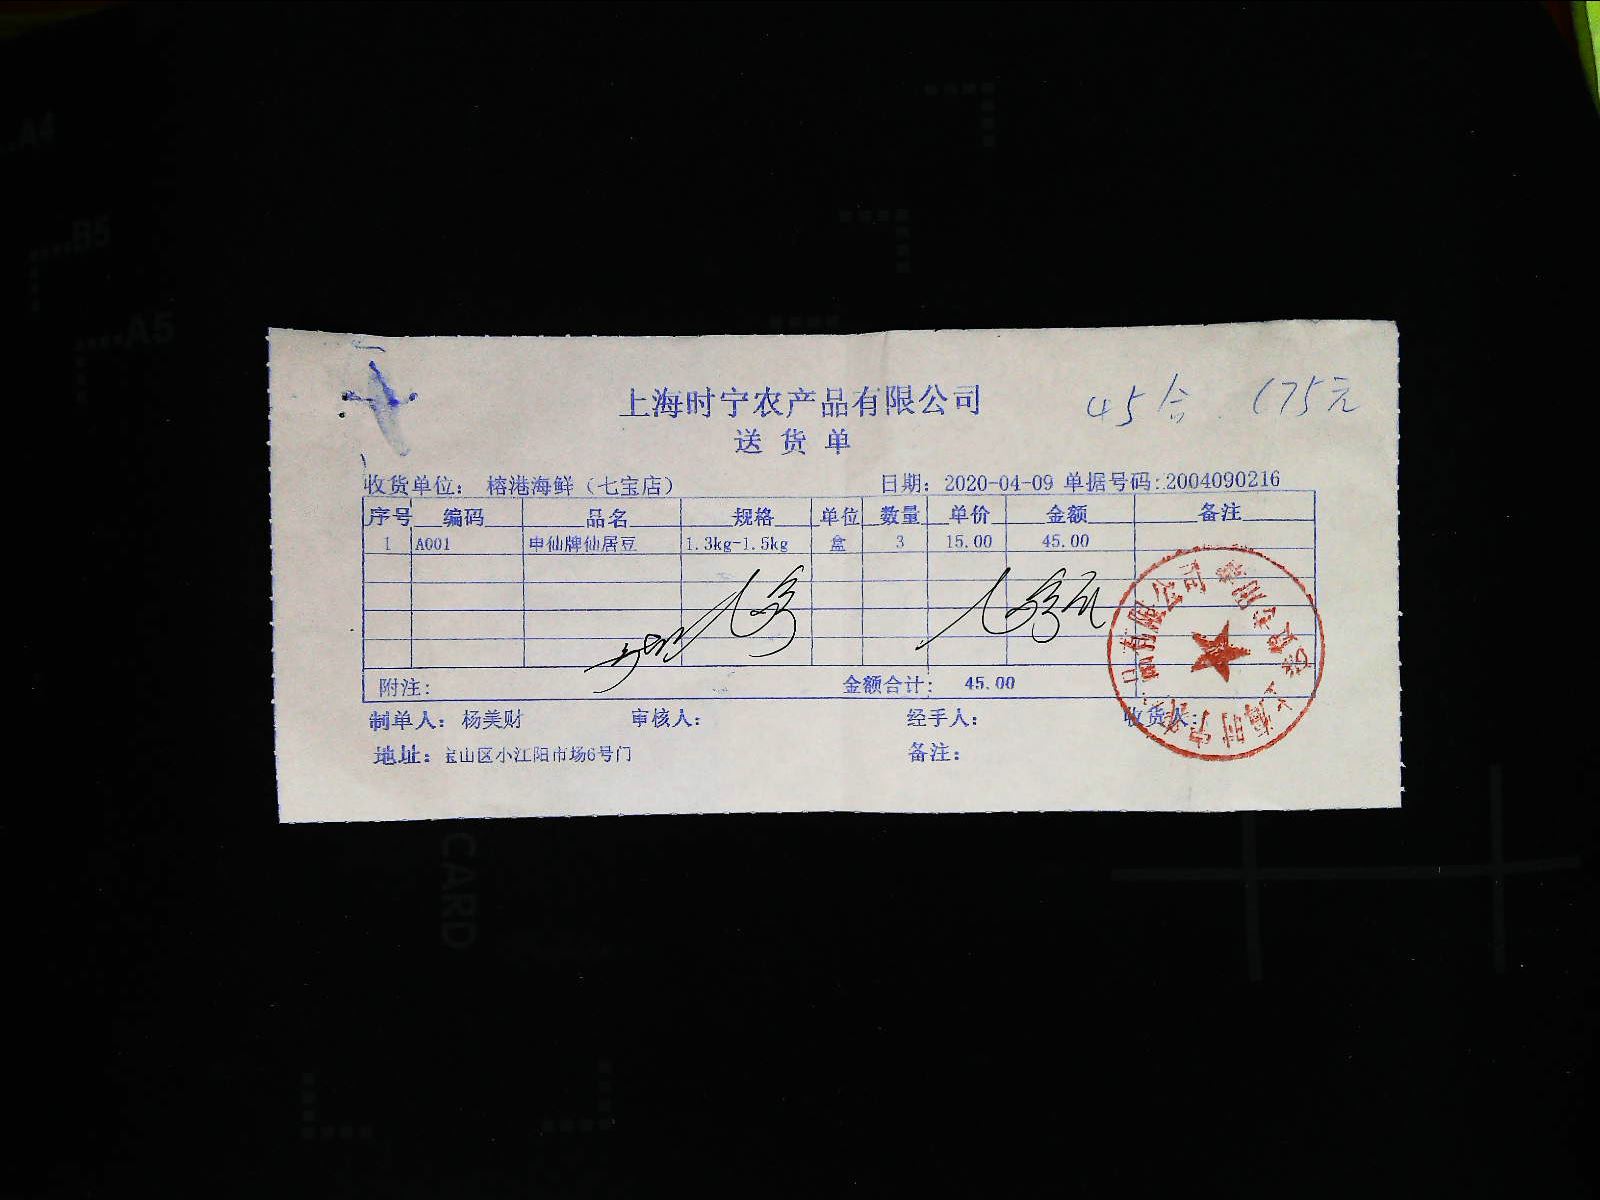 A4
B5
A5
上海时宁农产品有限公司
45合 175元
送货单
收货单位： 榕港海鲜（七宝店） 日期： 2020-04-09 单据号码:2004090216
序号 编码 品名 规格 单位 数量 单价 金额 备注
1 A001 申仙牌仙居豆 1.3kg-1.5kg 盒 3 15.00 45.00
附注: 金额合计: 45.00
制单人: 杨美财 审核人: 经手人: 收货人:
地址: 宝山区小江阳市场6号门 备注:
CARD